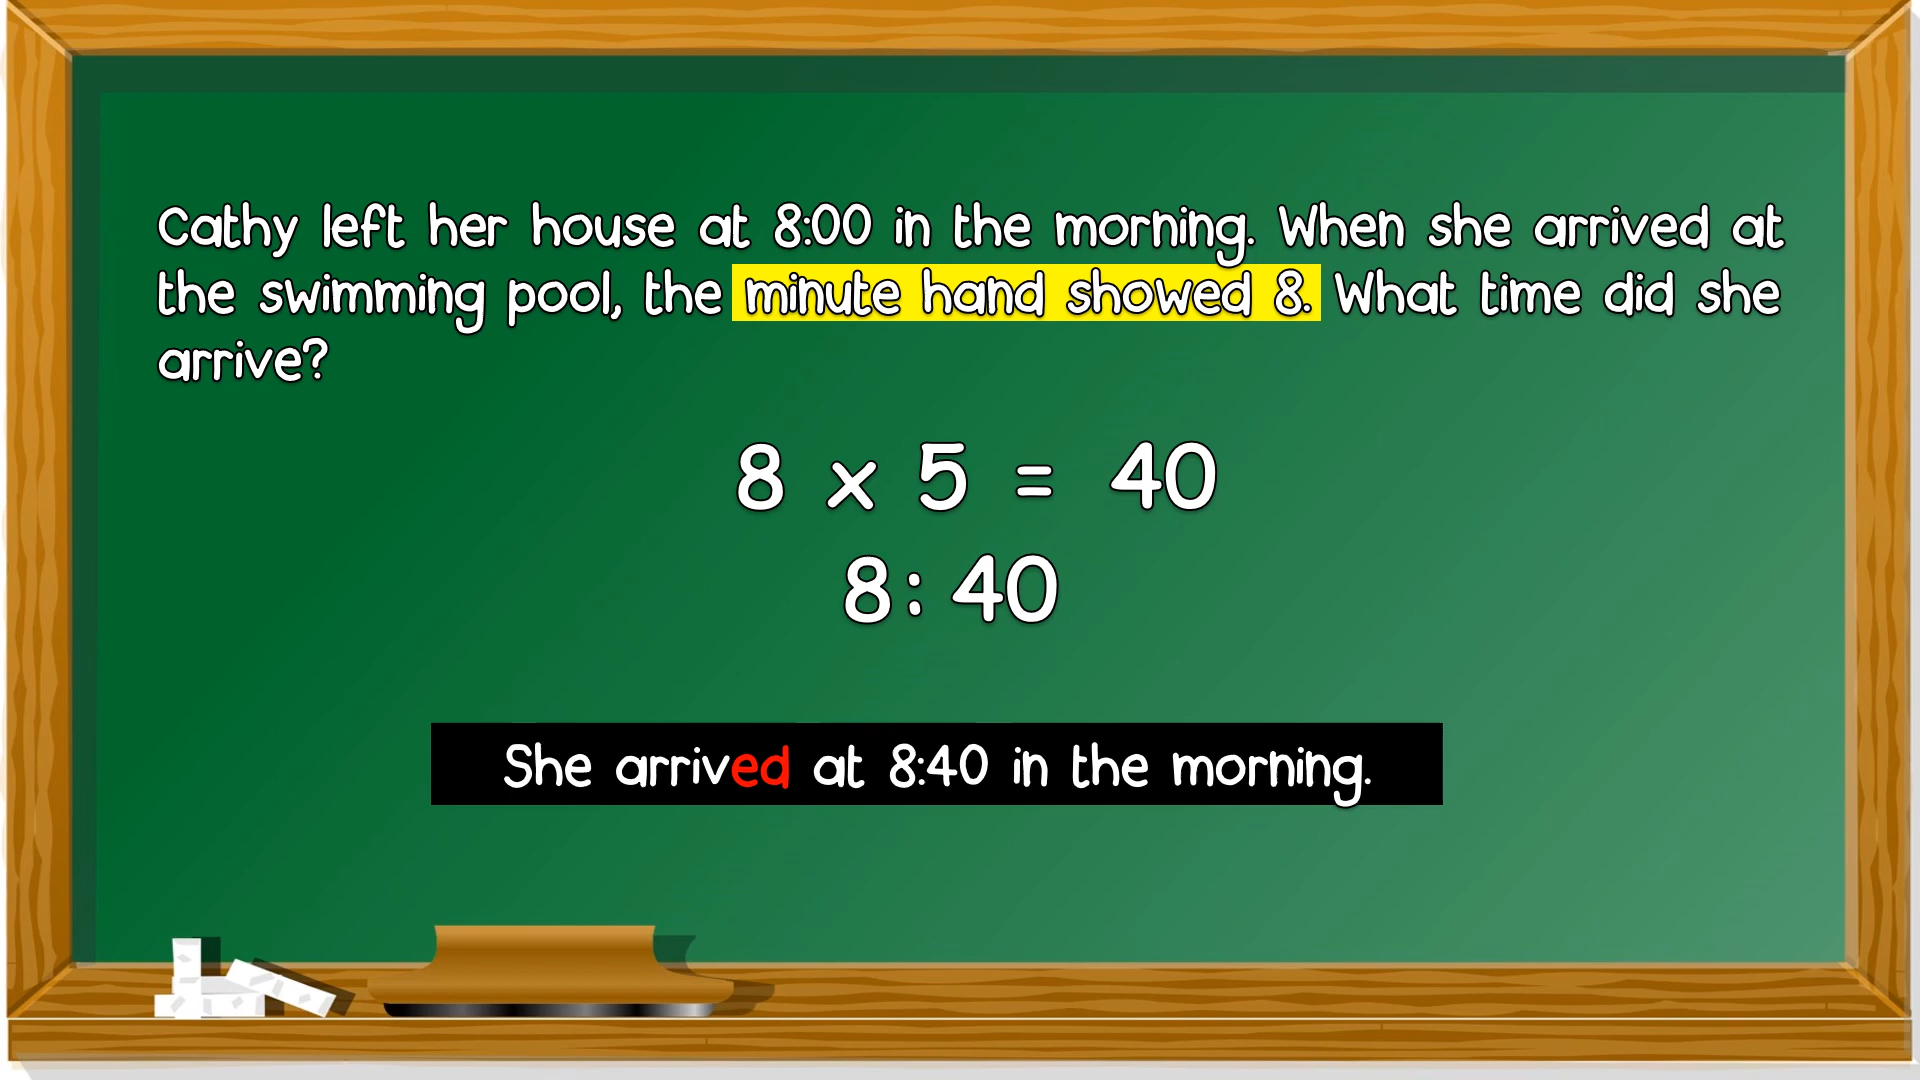 Cathy left her house at 8:00 in the morning. When she arrived at
the swimming pool, the minute hand showed 8. What time did she
arrive?
8 x 5 = 40
8: 40
She arrived at 8:40 in the morning.